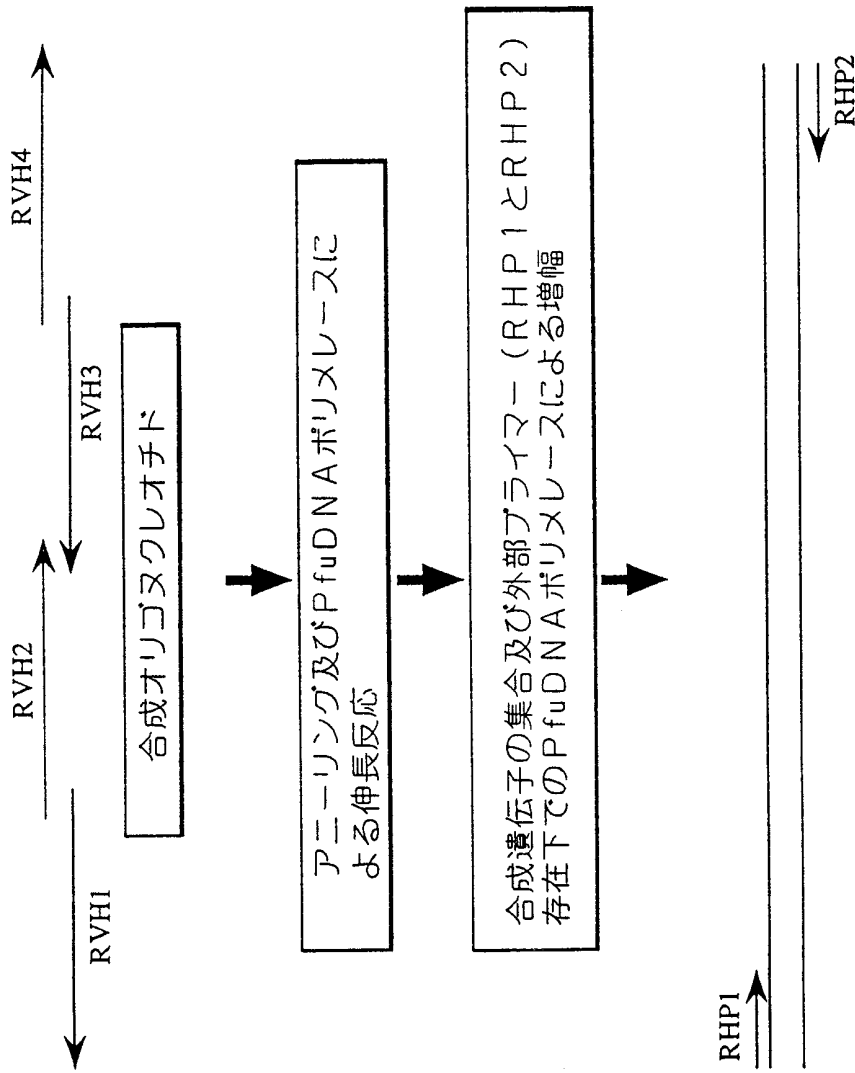 RVH2
RVH4
RVH1
RVH3
合成オリゴヌクレオチド
アニーリング及びPfuDNAポリメレースに
よる伸長反応
合成遺伝子の集合及び外部プライマー(RHP1とRHP2)
存在下でのPfuDNAポリメレースによる増幅
RHP1
RHP2